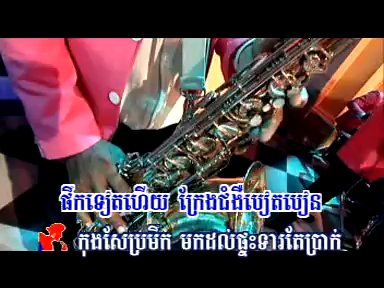 ផឹកទៀតហើយ ក្រែងជំងឺបៀតបៀន
កុងសែប្រមឹក មកដល់ផ្ទះទារតែប្រាក់